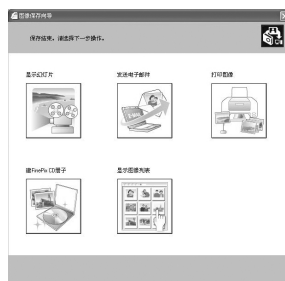 图像保存向导
保存结束。请选择下一步操作。
显示幻灯片
发送电子邮件
打印图像
编FinePix CD册子
显示图像列表